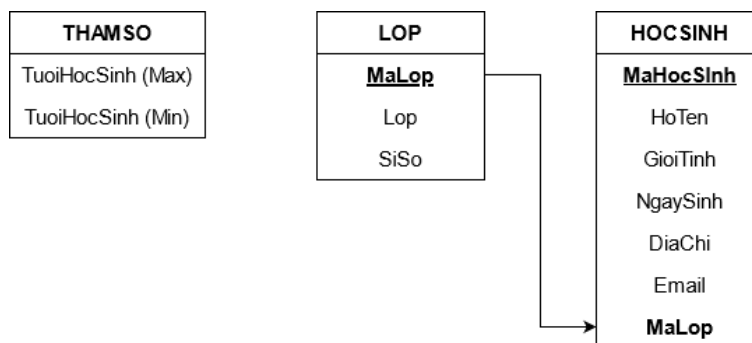 THAMSO
TuoiHocSinh (Max)
TuoiHocSinh (Min)
LOP
MaLop
Lop
SiSo
HOCSINH
MaHocSInh
HoTen
GioiTinh
NgaySinh
DiaChi
Email
MaLop